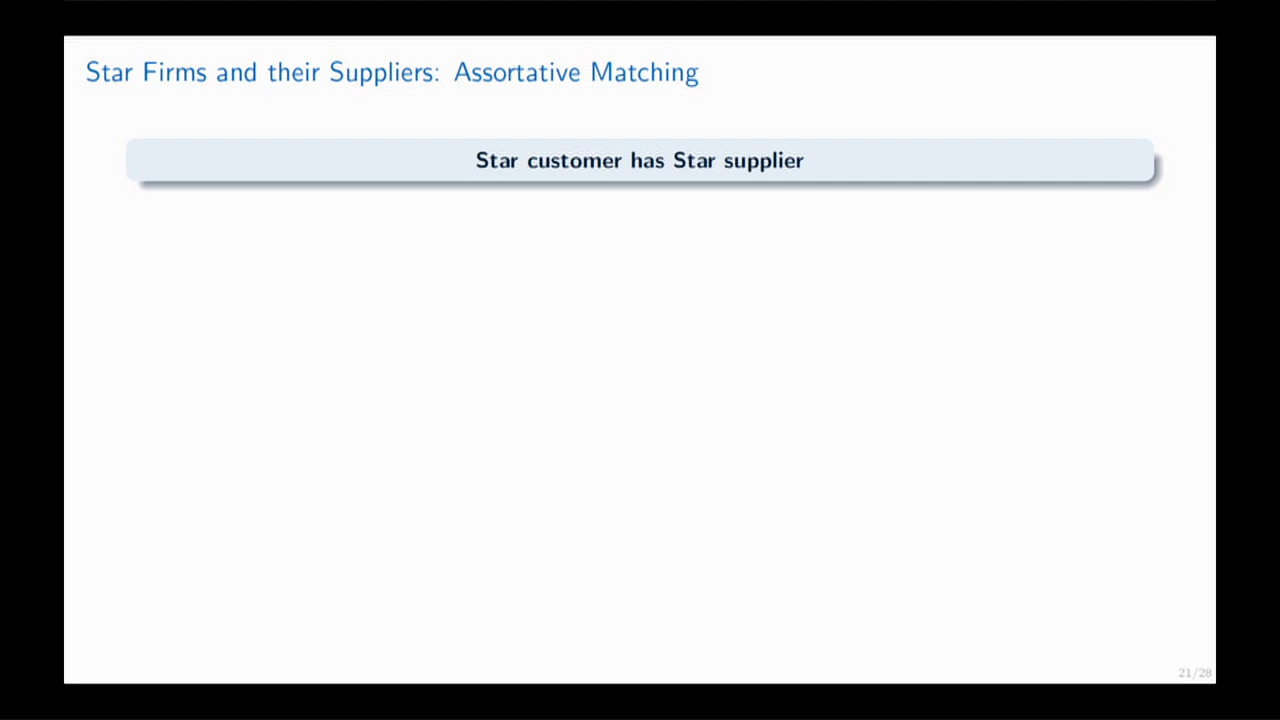 Star Firms and their Suppliers: Assortative Matching
Star customer has Star supplier
21/28